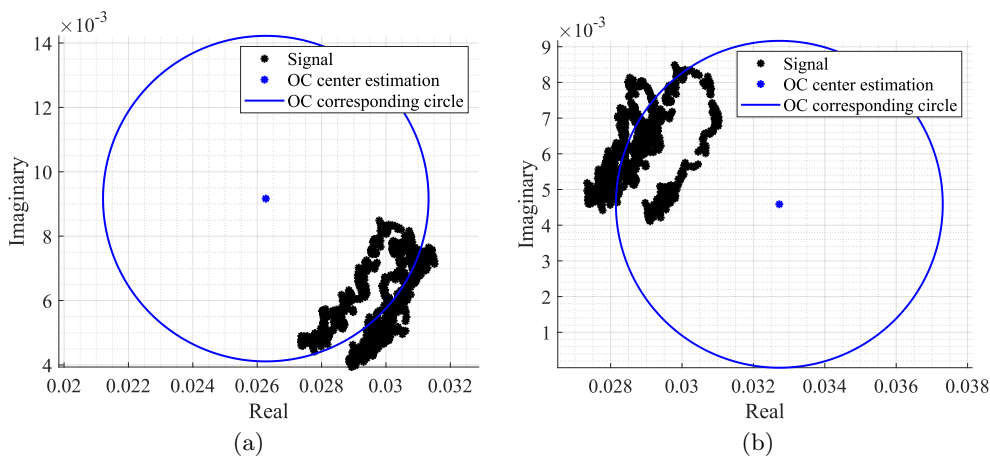 ×10⁻³
14
12
10
8
6
4
0.02 0.022 0.024 0.026 0.028 0.03 0.032
Real
Imaginary
Signal
OC center estimation
OC corresponding circle
(a)
×10⁻³
9
8
7
6
5
4
3
2
1
0.028 0.03 0.032 0.034 0.036 0.038
Real
Imaginary
Signal
OC center estimation
OC corresponding circle
(b)